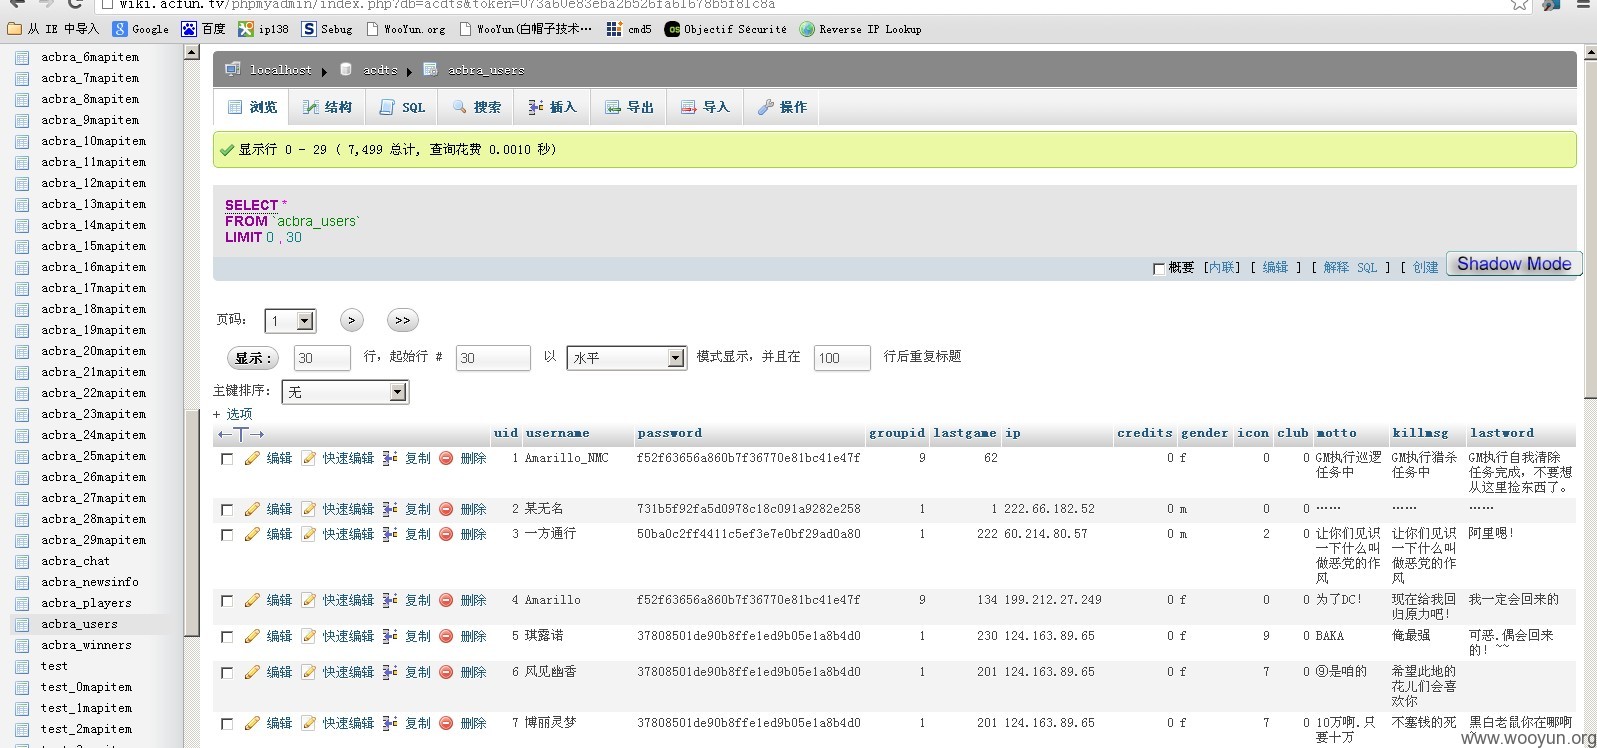 wiki.acfun.tv/phpmyadmin/index.php?db=acdts&token=073a60e83eba2b526fa61678b5f81c8a
从 IE 中导入 Google 百度 ip138 Sebug WooYun.org WooYun(白帽子技术… cmd5 Objectif Sécurité Reverse IP Lookup
acbra_6mapitem
acbra_7mapitem
acbra_8mapitem
acbra_9mapitem
acbra_10mapitem
acbra_11mapitem
acbra_12mapitem
acbra_13mapitem
acbra_14mapitem
acbra_15mapitem
acbra_16mapitem
acbra_17mapitem
acbra_18mapitem
acbra_19mapitem
acbra_20mapitem
acbra_21mapitem
acbra_22mapitem
acbra_23mapitem
acbra_24mapitem
acbra_25mapitem
acbra_26mapitem
acbra_27mapitem
acbra_28mapitem
acbra_29mapitem
acbra_chat
acbra_newsinfo
acbra_players
acbra_users
acbra_winners
test
test_0mapitem
test_1mapitem
test_2mapitem
localhost acdts acbra_users
浏览 结构 SQL 搜索 插入 导出 导入 操作
显示行 0 - 29 ( 7,499 总计, 查询花费 0.0010 秒)
SELECT *
FROM `acbra_users`
LIMIT 0 , 30
概要 [内联] [ 编辑 ] [ 解释 SQL ] [ 创建
Shadow Mode
页码: 1 > >>
显示 : 30 行, 起始行 # 30 以 水平 模式显示, 并且在 100 行后重复标题
主键排序: 无
+ 选项
←T→ uid username password groupid lastgame ip credits gender icon club motto killmsg lastword
编辑 快速编辑 复制 删除 1 Amarillo_NMC f52f63656a860b7f36770e81bc41e47f 9 62 0 f 0 0 GM执行巡逻 GM执行猎杀 GM执行自我清除
任务中 任务中 任务完成, 不要想
从这里捡东西了。
编辑 快速编辑 复制 删除 2 某无名 731b5f92fa5d0978c18c091a9282e258 1 1 222.66.182.52 0 m 0 0 …… …… ……
编辑 快速编辑 复制 删除 3 一方通行 50ba0c2ff4411c5ef3e7e0bf29ad0a80 1 222 60.214.80.57 0 m 2 0 让你们见识 让你们见识 阿里嗯!
一下什么叫 一下什么叫
做恶党的作 做恶党的作
风 风
编辑 快速编辑 复制 删除 4 Amarillo f52f63656a860b7f36770e81bc41e47f 9 134 199.212.27.249 0 f 0 0 为了DC! 现在给我回 我一定会回来的
归原力吧!
编辑 快速编辑 复制 删除 5 琪露诺 37808501de90b8ffe1ed9b05e1a8b4d0 1 230 124.163.89.65 0 f 9 0 BAKA 俺最强 可恶.偶会回来
的! ~~
编辑 快速编辑 复制 删除 6 风见幽香 37808501de90b8ffe1ed9b05e1a8b4d0 1 201 124.163.89.65 0 f 7 0 ⑨是咱的 希望此地的
花儿们会喜
欢你
编辑 快速编辑 复制 删除 7 博丽灵梦 37808501de90b8ffe1ed9b05e1a8b4d0 1 201 124.163.89.65 0 f 7 0 10万啊.只 不塞钱的死 黑白老鼠你在哪啊
要十万
www.wooyun.org